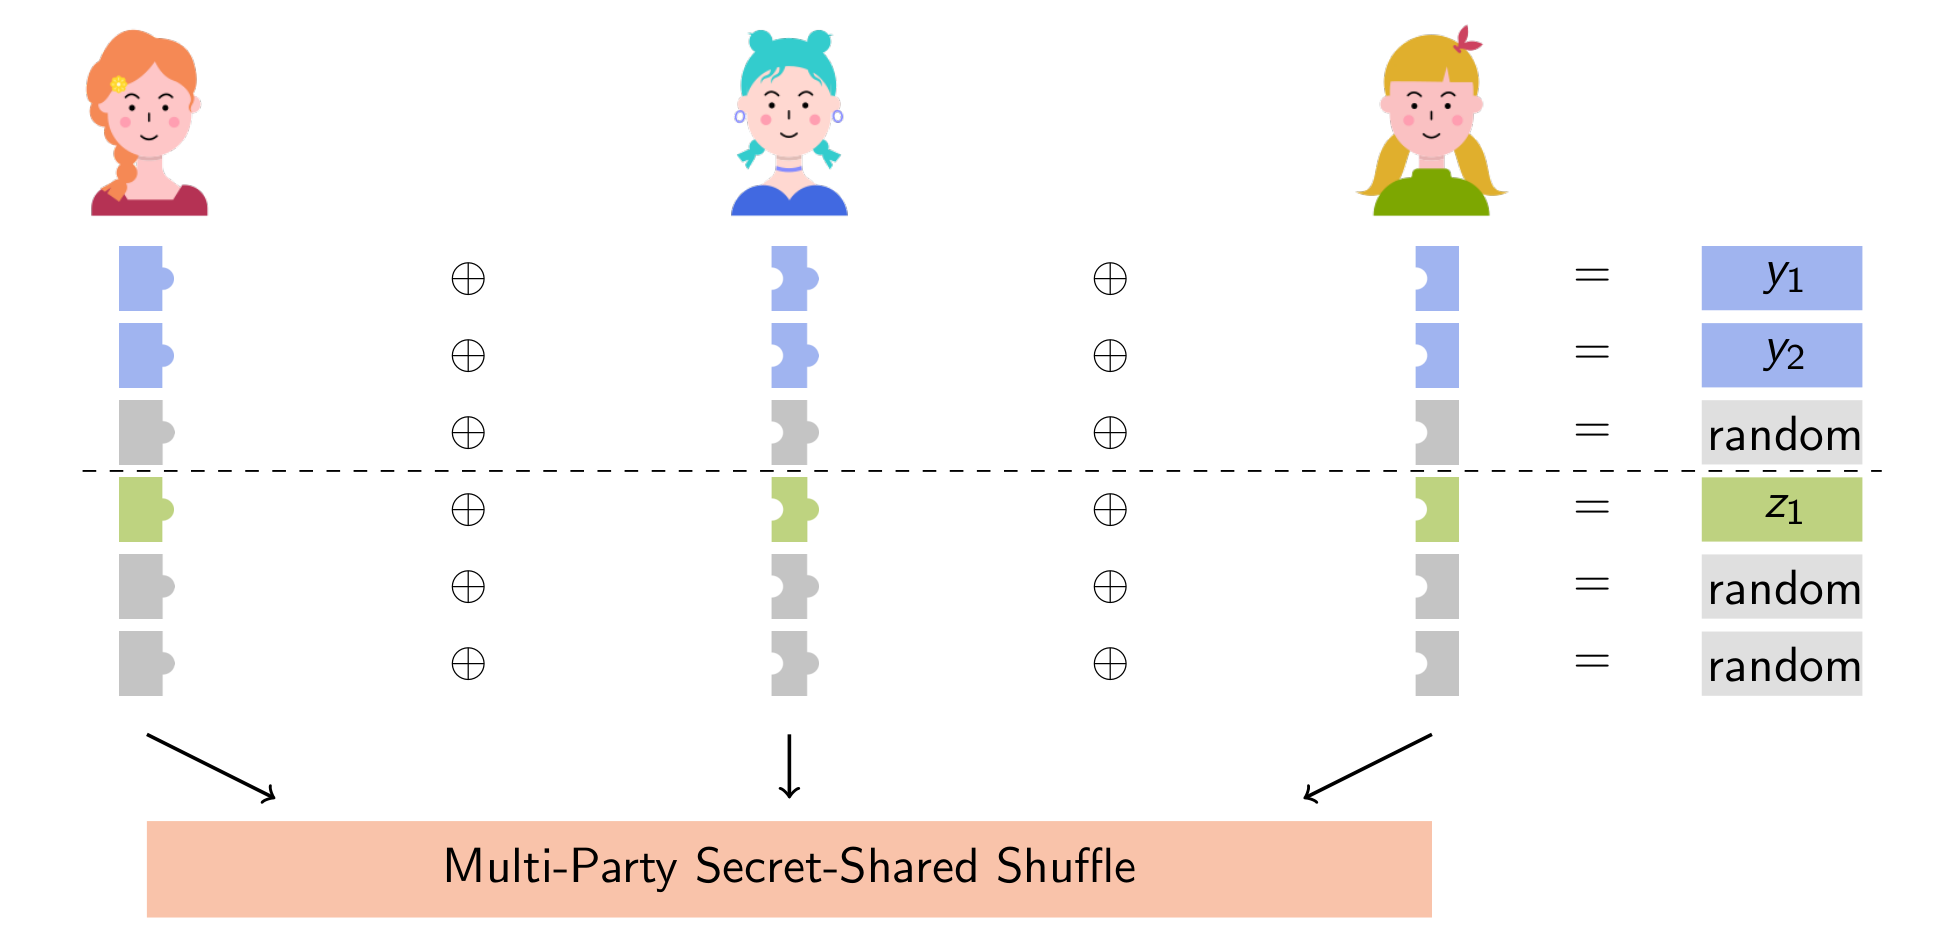 ⊕ ⊕ = y₁
⊕ ⊕ = y₂
⊕ ⊕ = random
⊕ ⊕ = z₁
⊕ ⊕ = random
⊕ ⊕ = random
Multi-Party Secret-Shared Shuffle